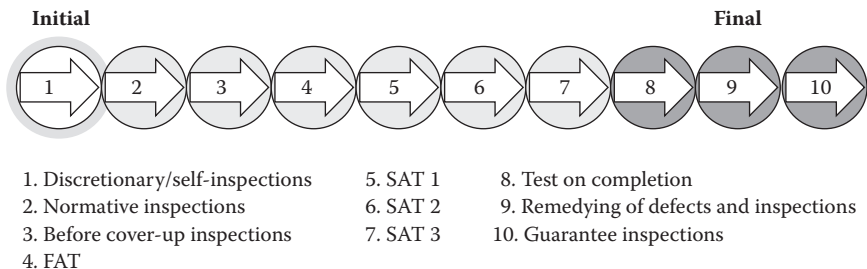 Initial Final
1 2 3 4 5 6 7 8 9 10
1. Discretionary/self-inspections
2. Normative inspections
3. Before cover-up inspections
4. FAT
5. SAT 1
6. SAT 2
7. SAT 3
8. Test on completion
9. Remedying of defects and inspections
10. Guarantee inspections